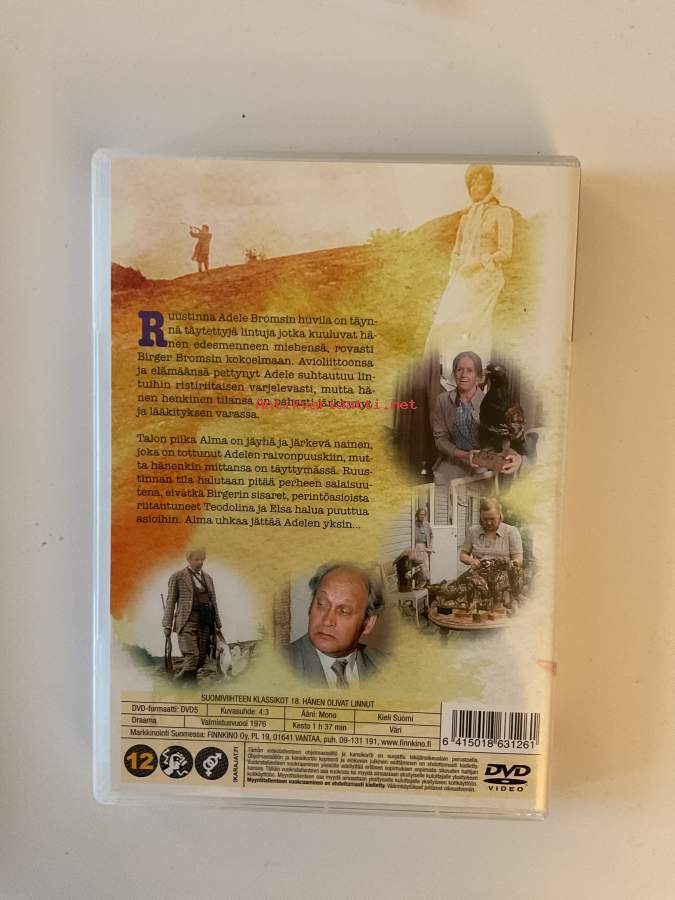 Ruustinna Adele Bromsin huvila on täyn-
nä täytettyjä lintuja jotka kuuluvat hä-
nen edesmenneen miehensä, rovasti
Birger Bromsin kokoelmaan. Avioliittoonsa
ja elämäänsä pettynyt Adele suhtautuu lin-
tuihin ristiriitaisen varjelevasti, mutta hä-
nen henkinen tilansa on pahasti järkkynyt
ja lääkityksen varassa.
Antikvariaatti.net
Talon piika Alma on jäyhä ja järkevä nainen,
joka on tottunut Adelen raivonpuuskiin, mut-
ta hänenkin mittansa on täyttymässä. Ruus-
tinnan tila halutaan pitää perheen salaisuu-
tena, eivätkä Birgerin sisaret, perintöasioista
riitautuneet Teodolina ja Elsa halua puuttua
asioihin. Alma uhkaa jättää Adelen yksin...
SUOMIVIIHTEEN KLASSIKOT 18. HÄNEN OLIVAT LINNUT
DVD-formaatti: DVD5 Kuvasuhde: 4:3 Ääni: Mono Kieli Suomi
Draama Valmistusvuosi 1976 Kesto 1 h 37 min Väri
Markkinointi Suomessa: FINNKINO Oy, PL 19, 01641 VANTAA, puh. 09-131 191, www.finnkino.fi
6 415018 631261
12
IKARAJAT.FI
DVD
VIDEO